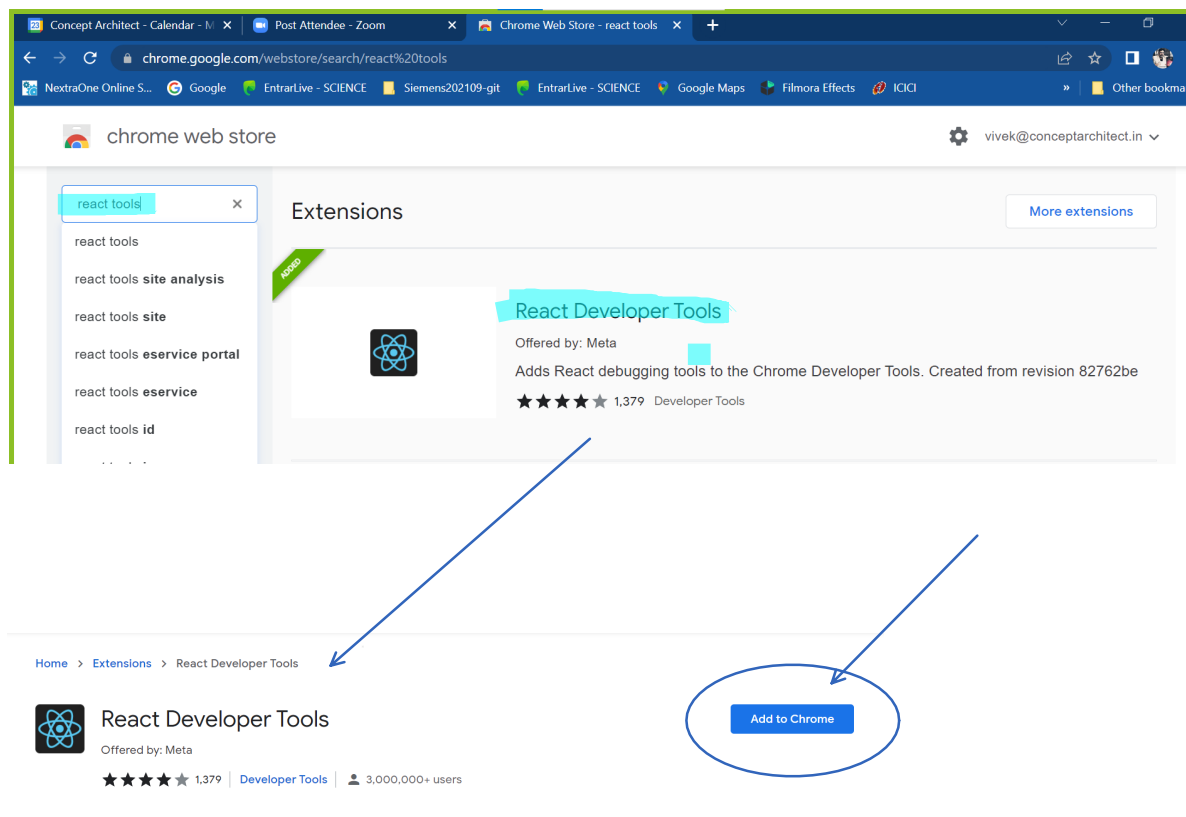 Concept Architect - Calendar - M
Post Attendee - Zoom
Chrome Web Store - react tools
chrome.google.com/webstore/search/react%20tools
NextraOne Online S...
Google
EntrarLive - SCIENCE
Siemens202109-git
EntrarLive - SCIENCE
Google Maps
Filmora Effects
ICICI
»
Other bookma
chrome web store
vivek@conceptarchitect.in
react tools
react tools
react tools site analysis
react tools site
react tools eservice portal
react tools eservice
react tools id
Extensions
More extensions
ADDED
React Developer Tools
Offered by: Meta
Adds React debugging tools to the Chrome Developer Tools. Created from revision 82762be
1,379 Developer Tools
Home > Extensions > React Developer Tools
React Developer Tools
Add to Chrome
Offered by: Meta
1,379 Developer Tools 3,000,000+ users